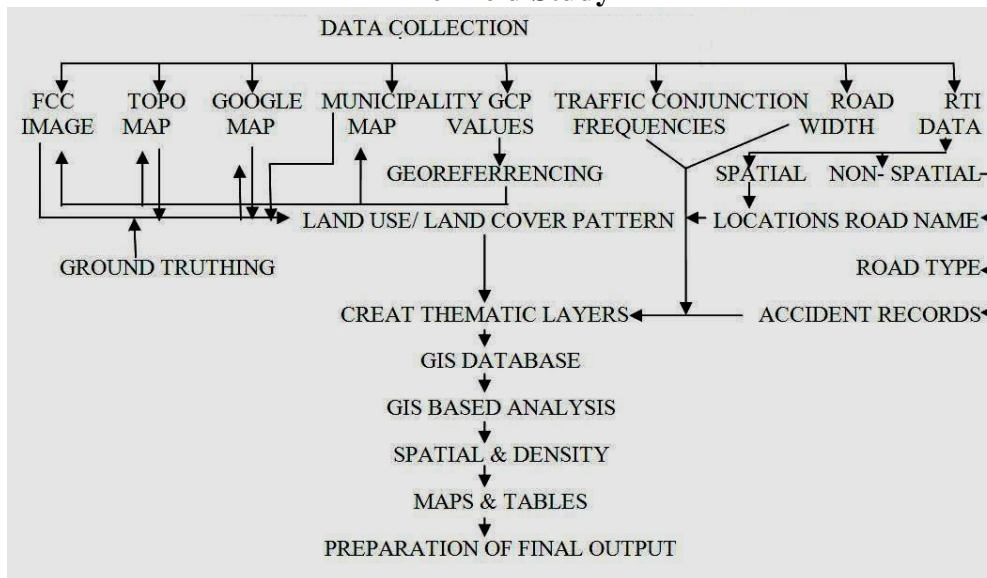 DATA COLLECTION
FCC TOPO GOOGLE MUNICIPALITY GCP TRAFFIC CONJUNCTION ROAD RTI
IMAGE MAP MAP MAP VALUES FREQUENCIES WIDTH DATA
GEOREFERRENCING SPATIAL NON- SPATIAL
LAND USE/ LAND COVER PATTERN LOCATIONS ROAD NAME
GROUND TRUTHING ROAD TYPE
CREAT THEMATIC LAYERS ACCIDENT RECORDS
GIS DATABASE
GIS BASED ANALYSIS
SPATIAL & DENSITY
MAPS & TABLES
PREPARATION OF FINAL OUTPUT